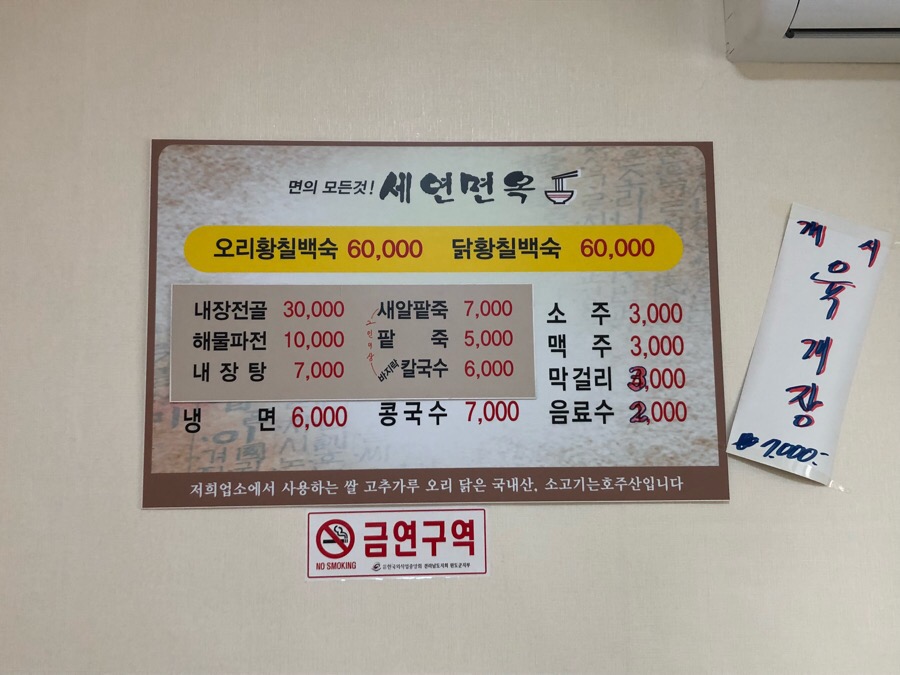 면의 모든것! 세연면옥
오리황칠백숙 60,000 닭황칠백숙 60,000
내장전골 30,000
해물파전 10,000
내장탕 7,000
냉면 6,000
새알팥죽 7,000
팥죽 5,000
2인이상
바지락 칼국수 6,000
콩국수 7,000
소주 3,000
맥주 3,000
막걸리 3,000
음료수 2,000
저희업소에서 사용하는 쌀 고추가루 오리 닭은 국내산, 소고기는호주산입니다
개시
육개장
7.000-
금연구역
NO SMOKING